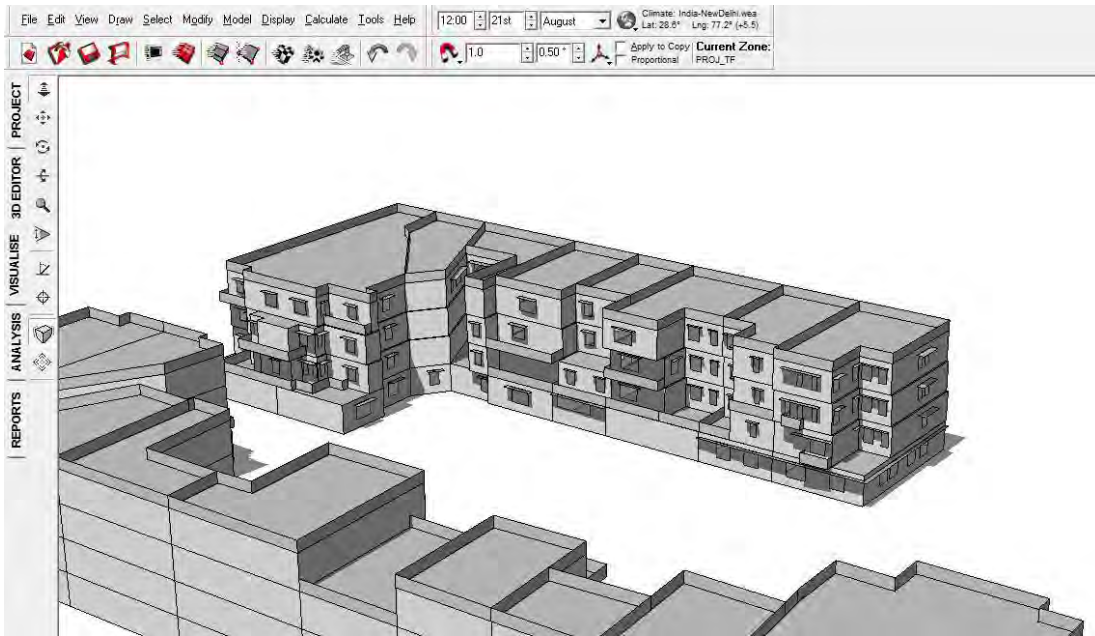 File Edit View Draw Select Modify Model Display Calculate Tools Help
12:00 21st August
Climate: India-NewDelhi.wea
Lat: 28.6° Lng: 77.2° (+5.5)
1.0 0.50 °
Apply to Copy
Proportional
Current Zone:
PROJ_TF
PROJECT
3D EDITOR
VISUALISE
ANALYSIS
REPORTS